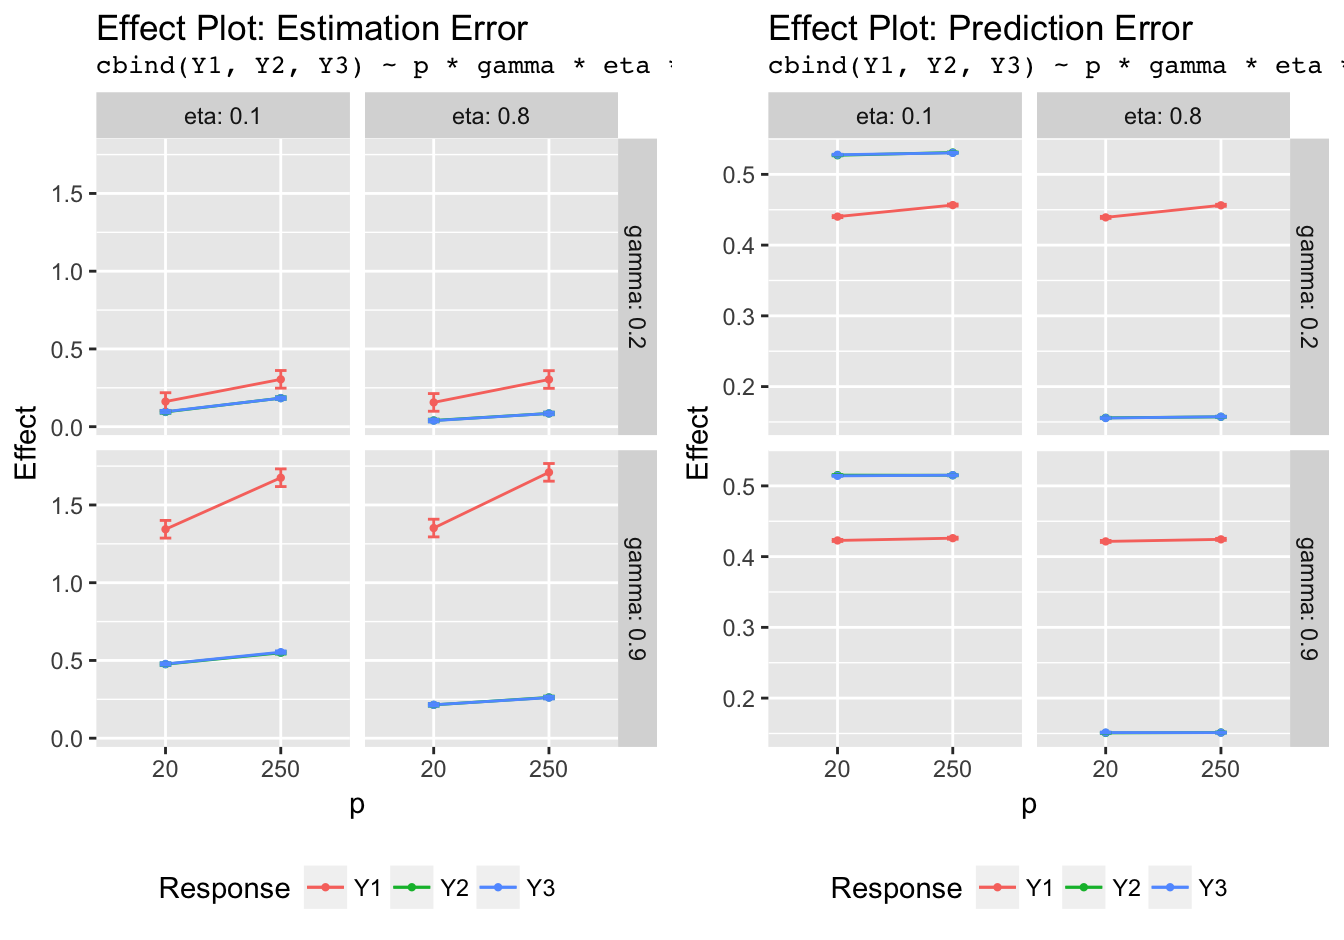 Effect Plot: Estimation Error
cbind(Y1, Y2, Y3) ~ p * gamma * eta *
eta: 0.1
eta: 0.8
gamma: 0.2
gamma: 0.9
Effect
1.5
1.0
0.5
0.0
1.5
1.0
0.5
0.0
20
250
20
250
p
Response Y1 Y2 Y3
Effect Plot: Prediction Error
cbind(Y1, Y2, Y3) ~ p * gamma * eta *
eta: 0.1
eta: 0.8
gamma: 0.2
gamma: 0.9
Effect
0.5
0.4
0.3
0.2
0.5
0.4
0.3
0.2
20
250
20
250
p
Response Y1 Y2 Y3